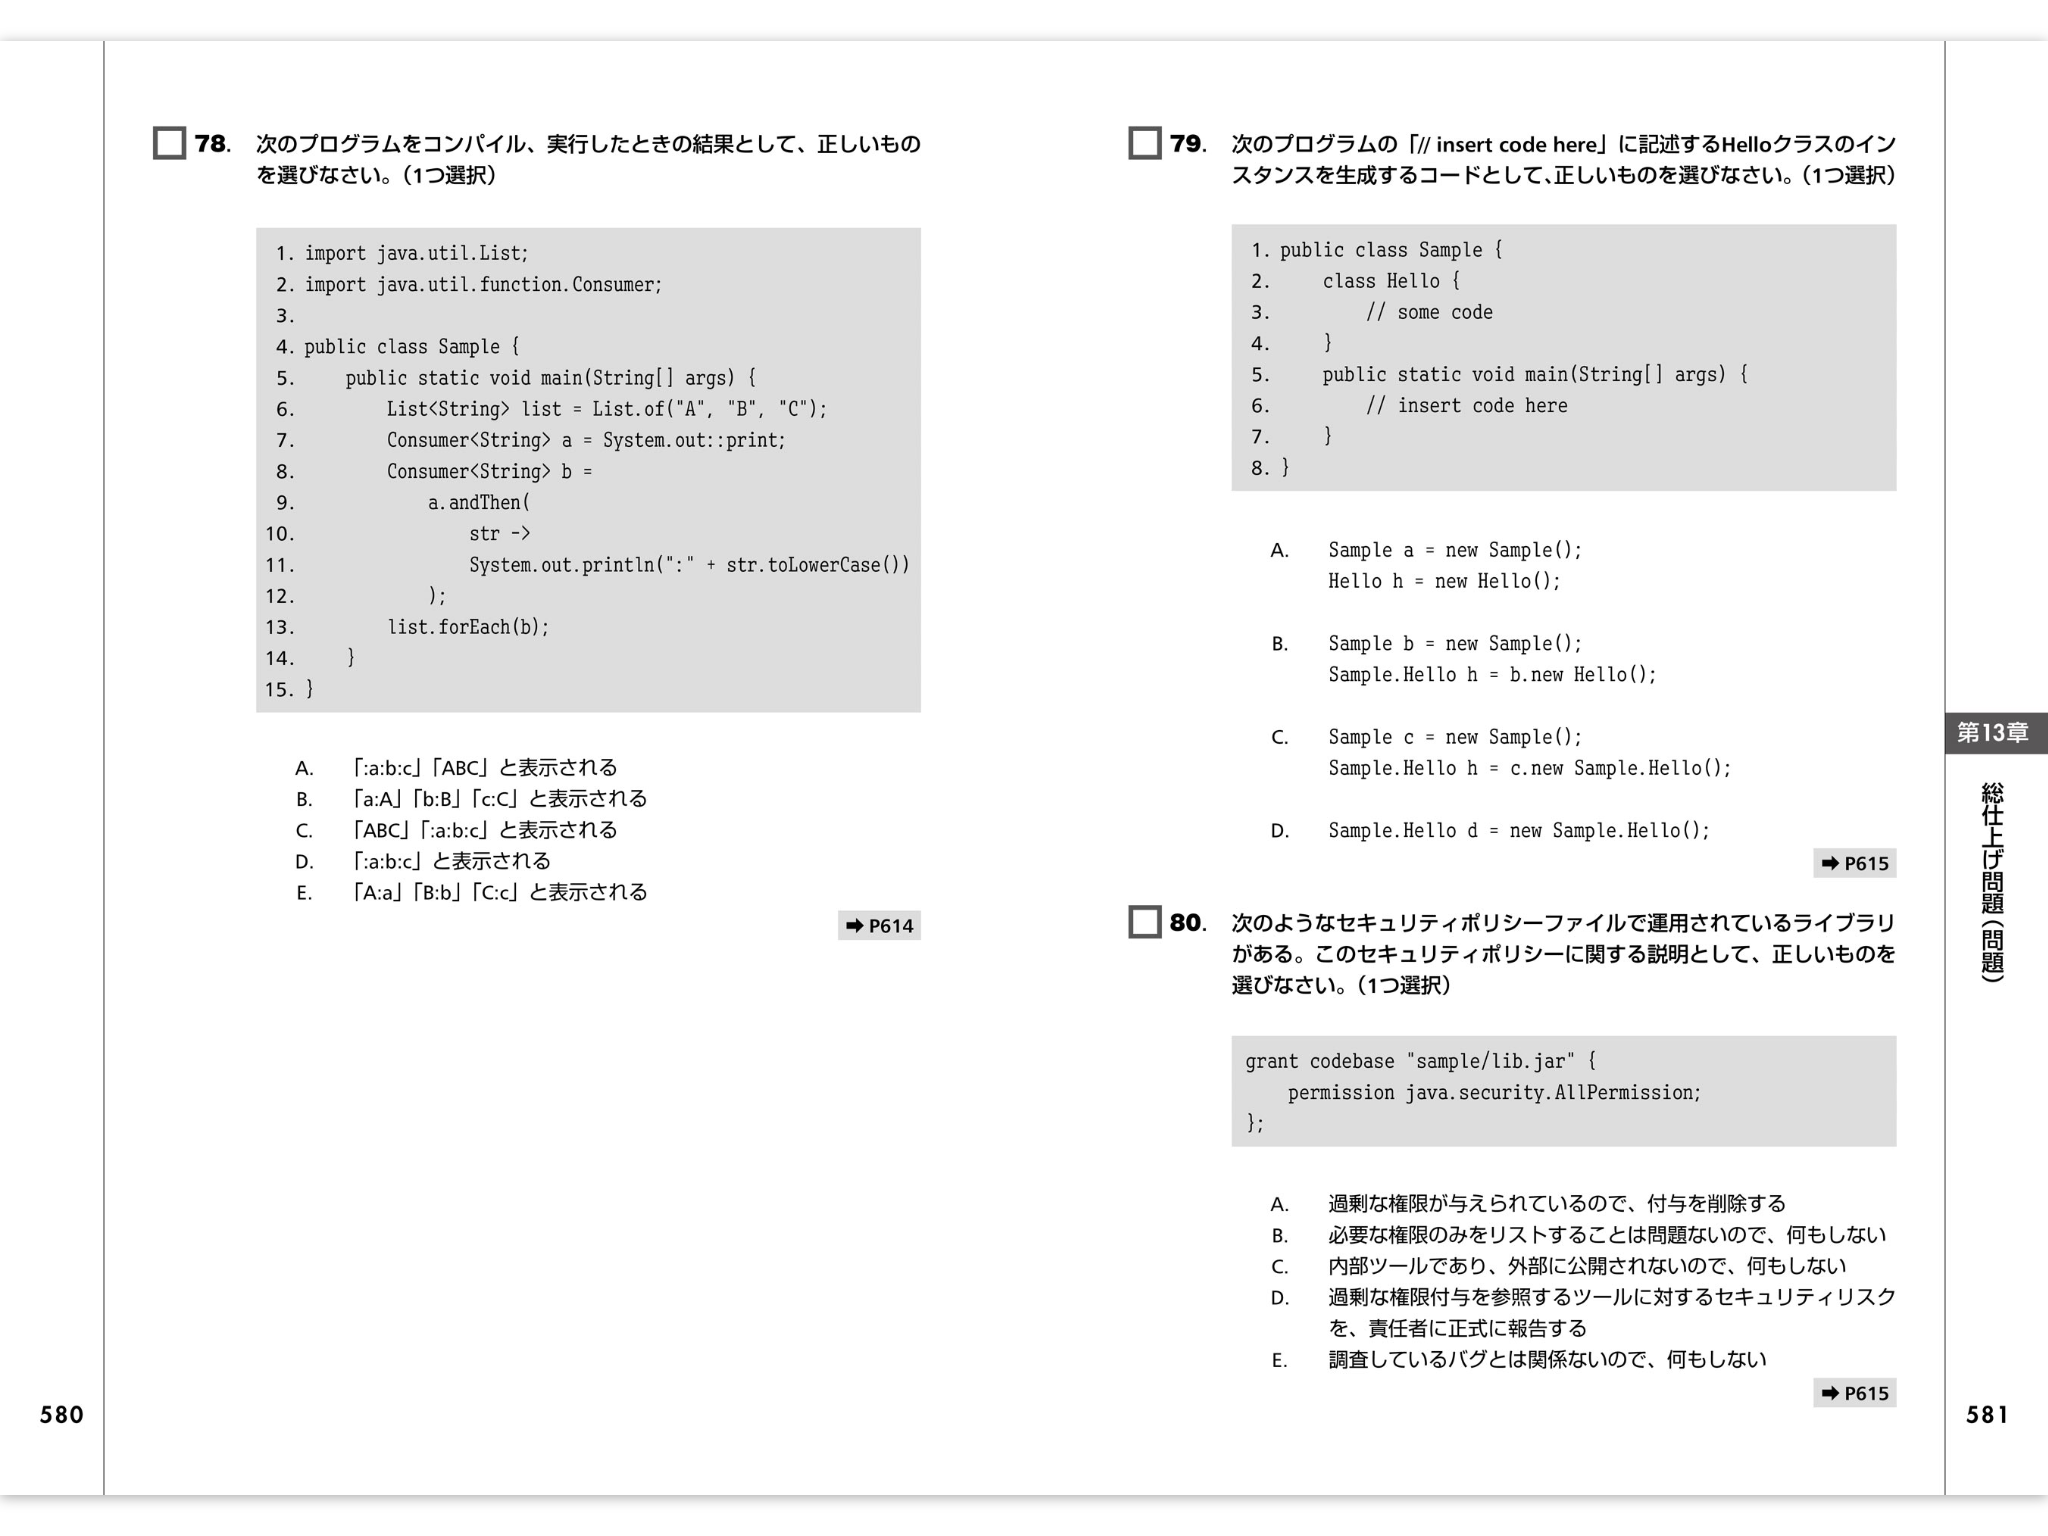 78. 次のプログラムをコンパイル、実行したときの結果として、正しいもの
を選びなさい。（1つ選択）
1. import java.util.List;
2. import java.util.function.Consumer;
3.
4. public class Sample {
5.     public static void main(String[] args) {
6.         List<String> list = List.of("A", "B", "C");
7.         Consumer<String> a = System.out::print;
8.         Consumer<String> b =
9.             a.andThen(
10.                 str ->
11.                 System.out.println(":" + str.toLowerCase())
12.             );
13.         list.forEach(b);
14.     }
15. }
A. 「:a:b:c」「ABC」と表示される
B. 「a:A」「b:B」「c:C」と表示される
C. 「ABC」「:a:b:c」と表示される
D. 「:a:b:c」と表示される
E. 「A:a」「B:b」「C:c」と表示される
➡ P614
580
79. 次のプログラムの「// insert code here」に記述するHelloクラスのイン
スタンスを生成するコードとして、正しいものを選びなさい。（1つ選択）
1. public class Sample {
2.     class Hello {
3.         // some code
4.     }
5.     public static void main(String[] args) {
6.         // insert code here
7.     }
8. }
A. Sample a = new Sample();
Hello h = new Hello();
B. Sample b = new Sample();
Sample.Hello h = b.new Hello();
C. Sample c = new Sample();
Sample.Hello h = c.new Sample.Hello();
D. Sample.Hello d = new Sample.Hello();
➡ P615
80. 次のようなセキュリティポリシーファイルで運用されているライブラリ
がある。このセキュリティポリシーに関する説明として、正しいものを
選びなさい。（1つ選択）
grant codebase "sample/lib.jar" {
    permission java.security.AllPermission;
};
A. 過剰な権限が与えられているので、付与を削除する
B. 必要な権限のみをリストすることは問題ないので、何もしない
C. 内部ツールであり、外部に公開されないので、何もしない
D. 過剰な権限付与を参照するツールに対するセキュリティリスク
を、責任者に正式に報告する
E. 調査しているバグとは関係ないので、何もしない
➡ P615
第13章
総仕上げ問題（問題）
581